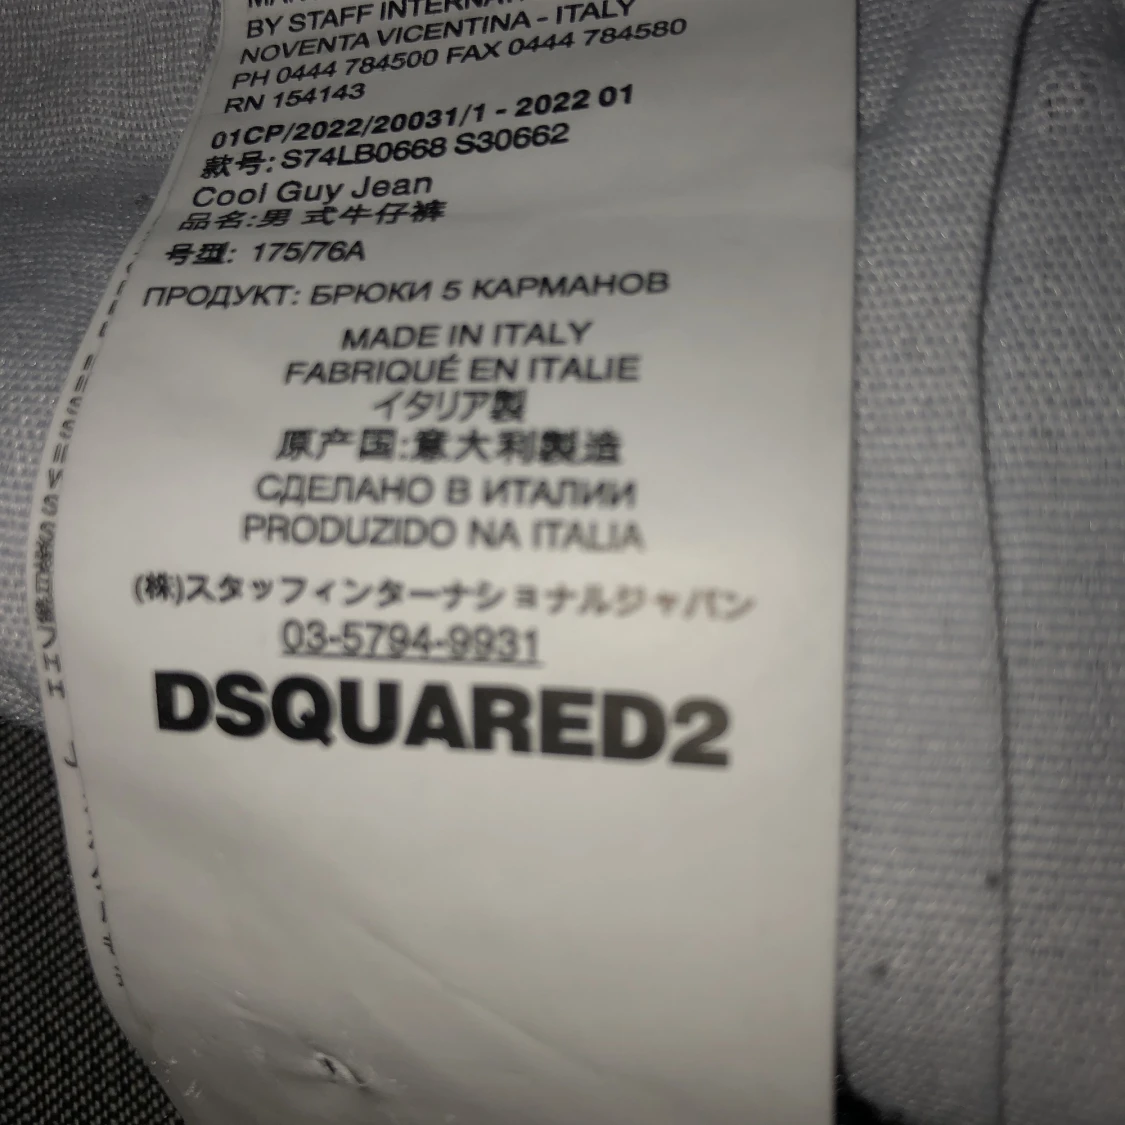 BY STAFF
NOVENTA VICENTINA - ITALY
PH 0444 784500 FAX 0444 784580
RN 154143
01CP/2022/20031/1 - 2022 01
款号: S74LB0668 S30662
Cool Guy Jean
品名:男 式牛仔裤
号型: 175/76A
ПРОДУКТ: БРЮКИ 5 КАРМАНОВ
MADE IN ITALY
FABRIQUÉ EN ITALIE
イタリア製
原产国:意大利製造
СДЕЛАНО В ИТАЛИИ
PRODUZIDO NA ITALIA
(株)スタッフインターナショナルジャパン
03-5794-9931
DSQUARED2